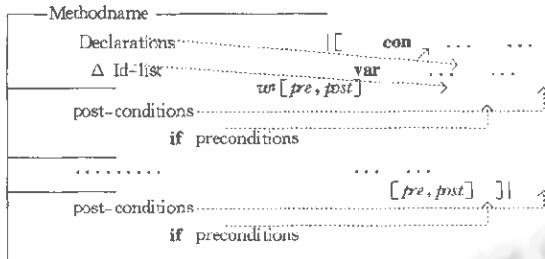 Methodname
Declarations |[ con ... ...
Δ Id-list var ... ...
w:[pre, post]
post-conditions
if preconditions
......... ... ...
[pre, post] ]|
post-conditions
if preconditions